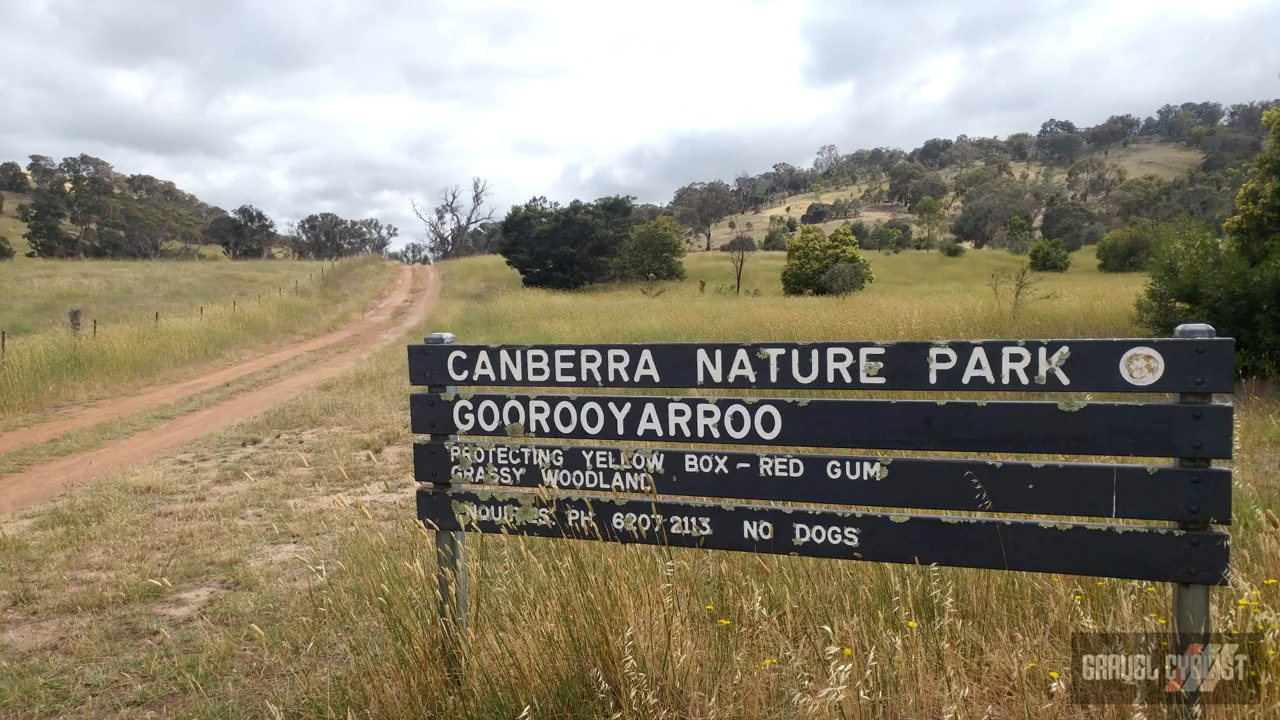 CANBERRA NATURE PARK
GOOROOYARROO
PROTECTING YELLOW BOX – RED GUM
GRASSY WOODLAND
PH 6207 2113 NO DOGS
GRAVEL CYCLIST